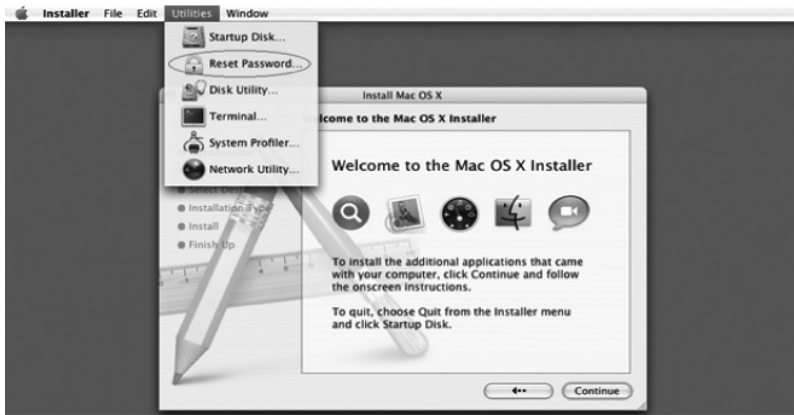 Installer File Edit Utilities Window
Startup Disk...
Reset Password...
Disk Utility...
Terminal...
System Profiler...
Network Utility...
Install Mac OS X
lcome to the Mac OS X Installer
Select Dest
Installation Type
Install
Finish Up
Welcome to the Mac OS X Installer
To install the additional applications that came
with your computer, click Continue and follow
the onscreen instructions.
To quit, choose Quit from the Installer menu
and click Startup Disk.
Continue